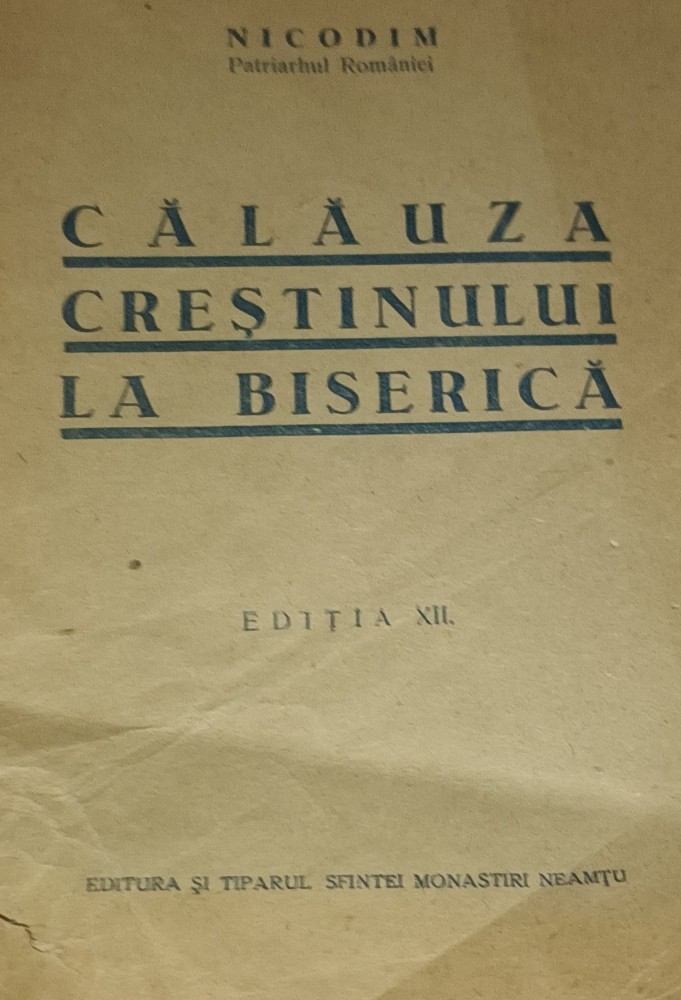 NICODIM
Patriarhul României
CĂLĂUZA
CREŞTINULUI
LA BISERICĂ
EDIŢIA XII.
EDITURA ŞI TIPARUL SFINTEI MONASTIRI NEAMŢU